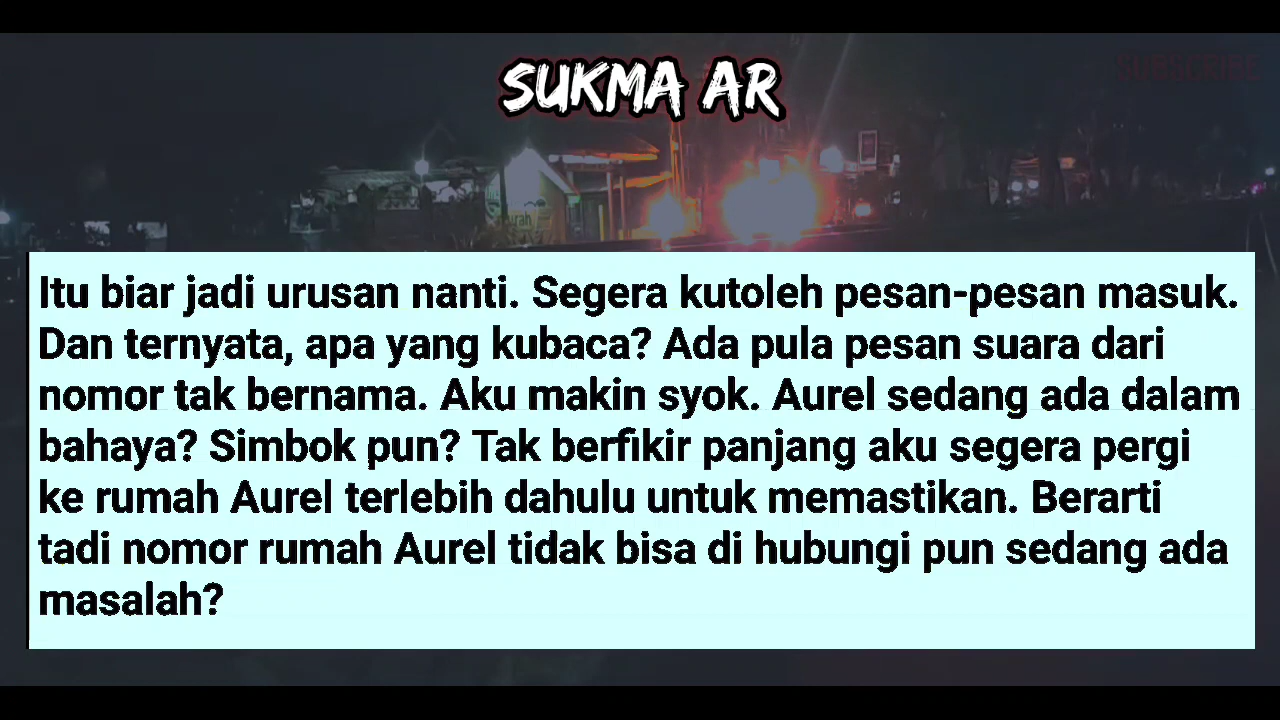 SUKMA AR
SUBSCRIBE
Itu biar jadi urusan nanti. Segera kutoleh pesan-pesan masuk.
Dan ternyata, apa yang kubaca? Ada pula pesan suara dari
nomor tak bernama. Aku makin syok. Aurel sedang ada dalam
bahaya? Simbok pun? Tak berfikir panjang aku segera pergi
ke rumah Aurel terlebih dahulu untuk memastikan. Berarti
tadi nomor rumah Aurel tidak bisa di hubungi pun sedang ada
masalah?